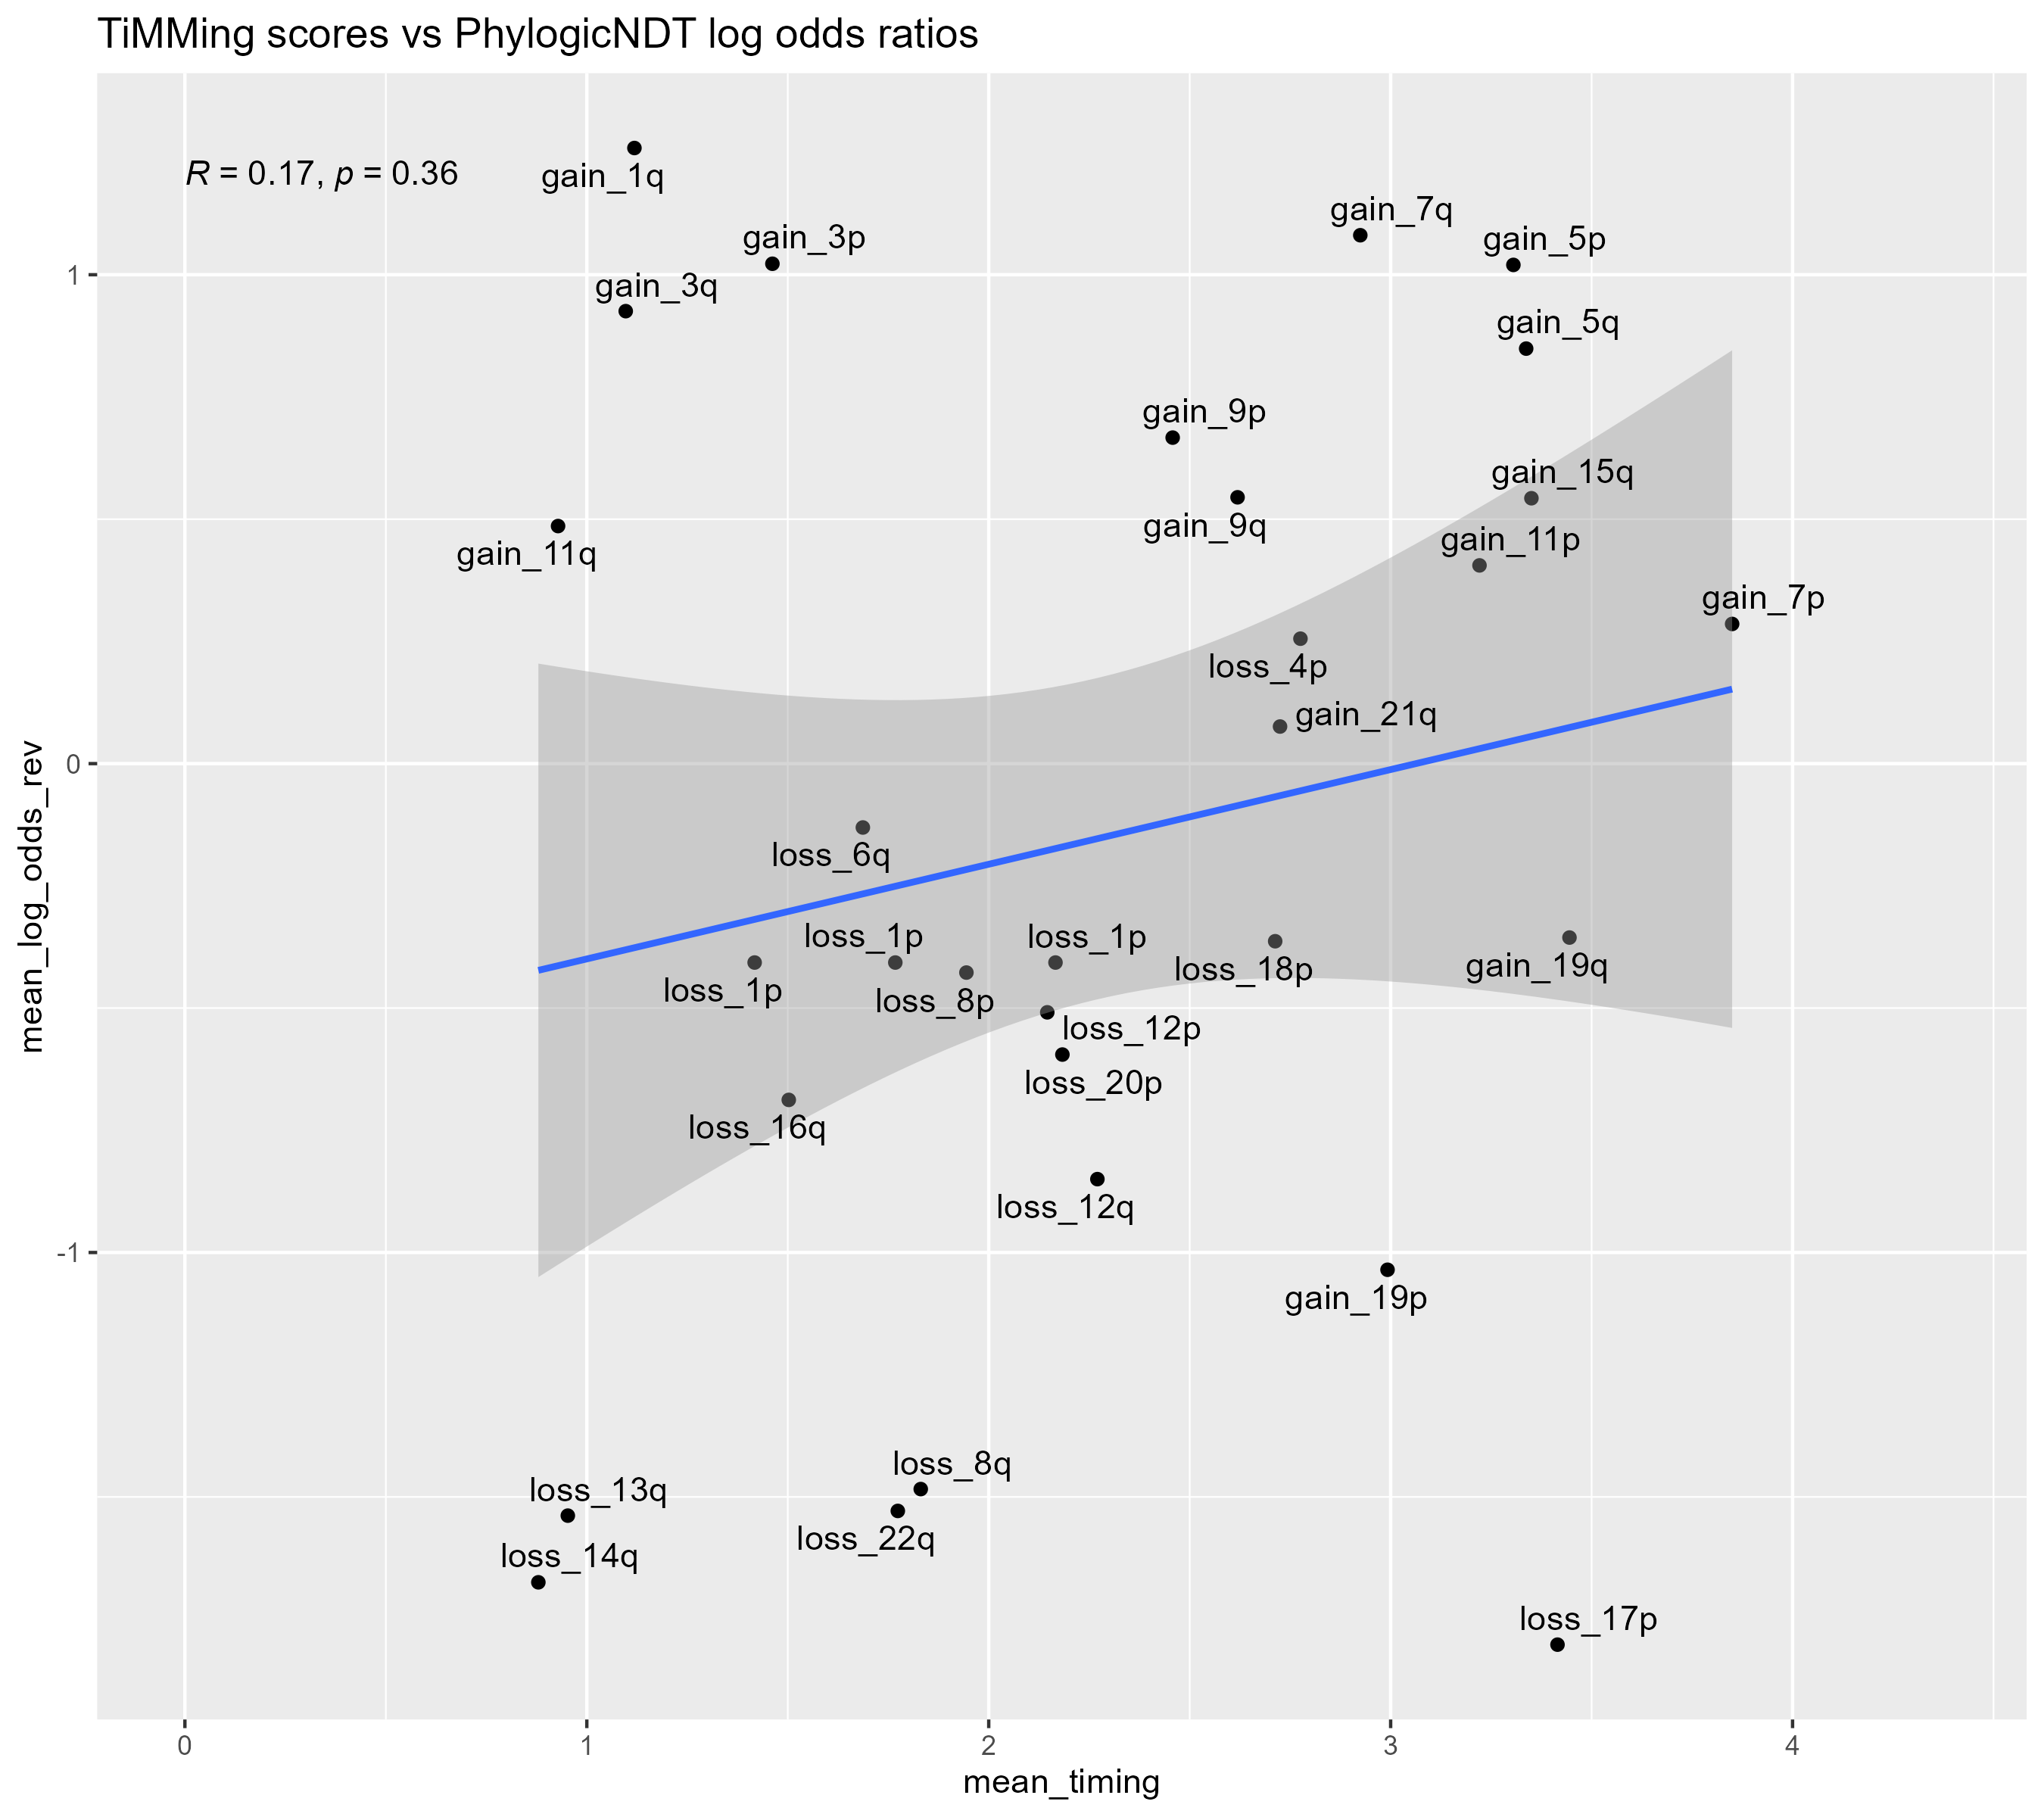 TiMMing scores vs PhylogicNDT log odds ratios
R = 0.17, p = 0.36
gain_1q
gain_7q
gain_3p
gain_5p
gain_3q
gain_5q
gain_9p
gain_15q
gain_9q
gain_11p
gain_11q
gain_7p
loss_4p
gain_21q
loss_6q
loss_1p
loss_1p
loss_1p
loss_8p
loss_18p
gain_19q
loss_12p
loss_20p
loss_16q
loss_12q
gain_19p
loss_8q
loss_13q
loss_22q
loss_14q
loss_17p
1
0
-1
mean_log_odds_rev
0
1
2
3
4
mean_timing